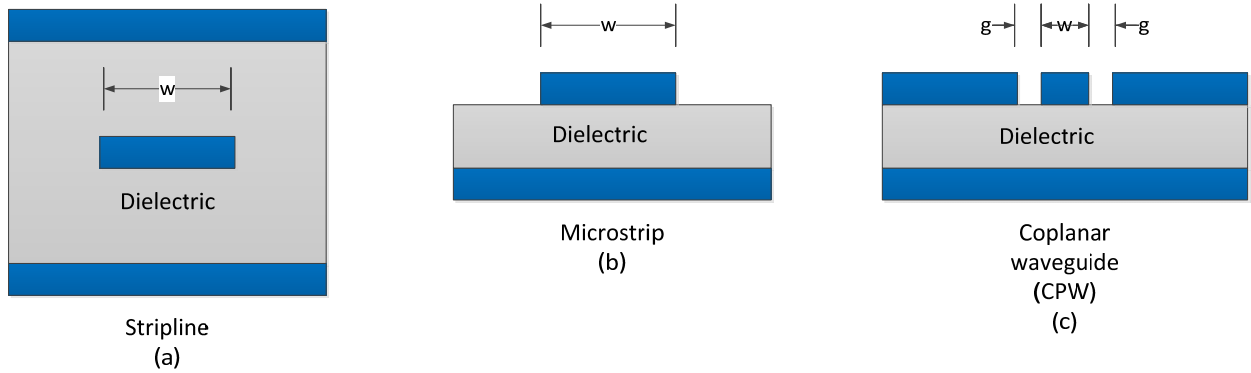 w
Dielectric
Stripline
(a)
w
Dielectric
Microstrip
(b)
g w g
Dielectric
Coplanar
waveguide
(CPW)
(c)